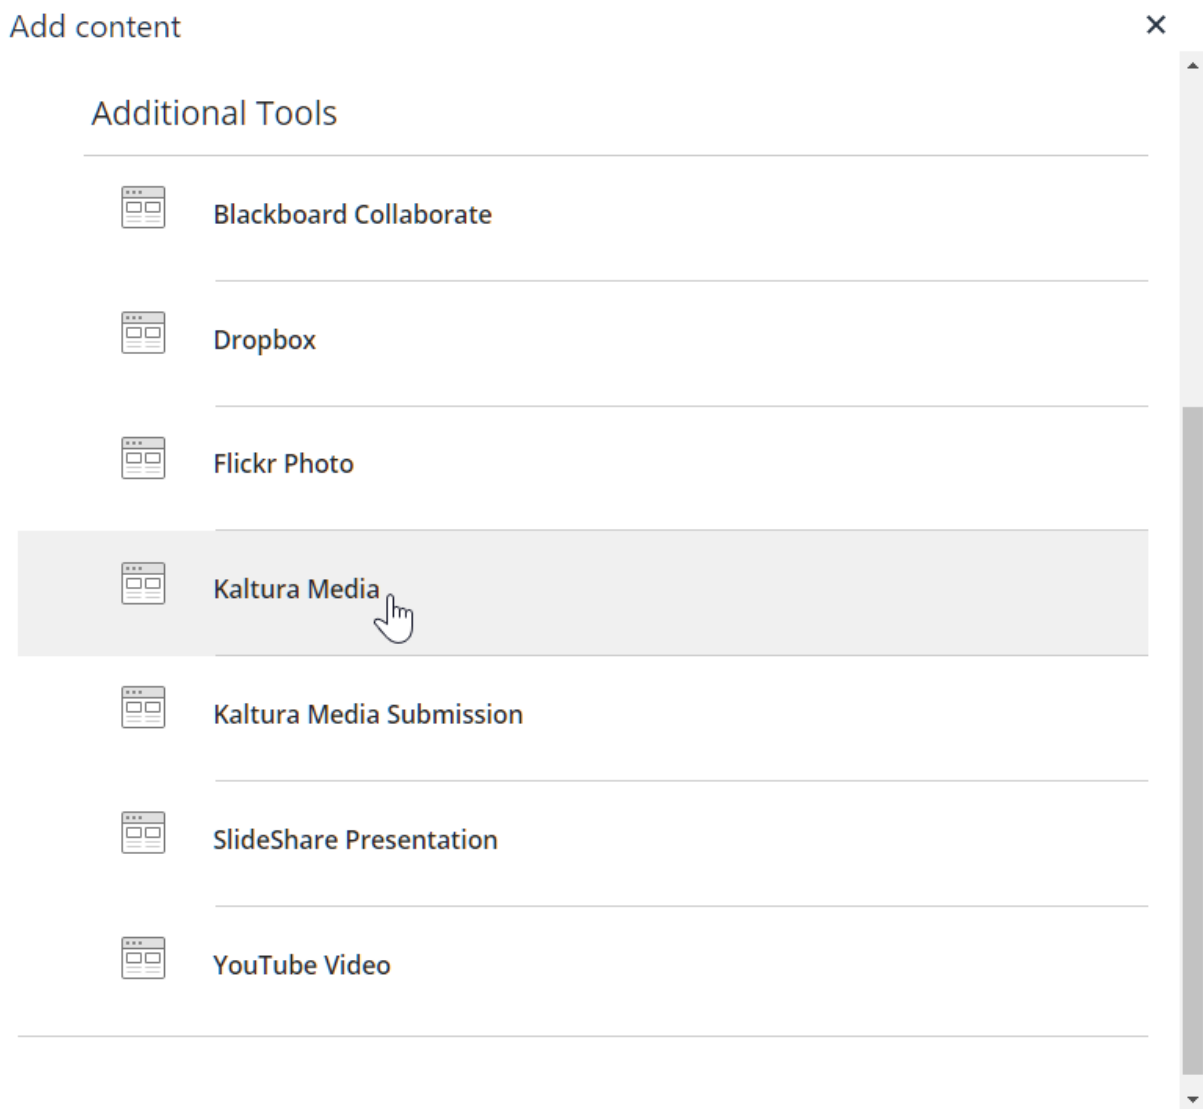 Add content
Additional Tools
Blackboard Collaborate
Dropbox
Flickr Photo
Kaltura Media
Kaltura Media Submission
SlideShare Presentation
YouTube Video